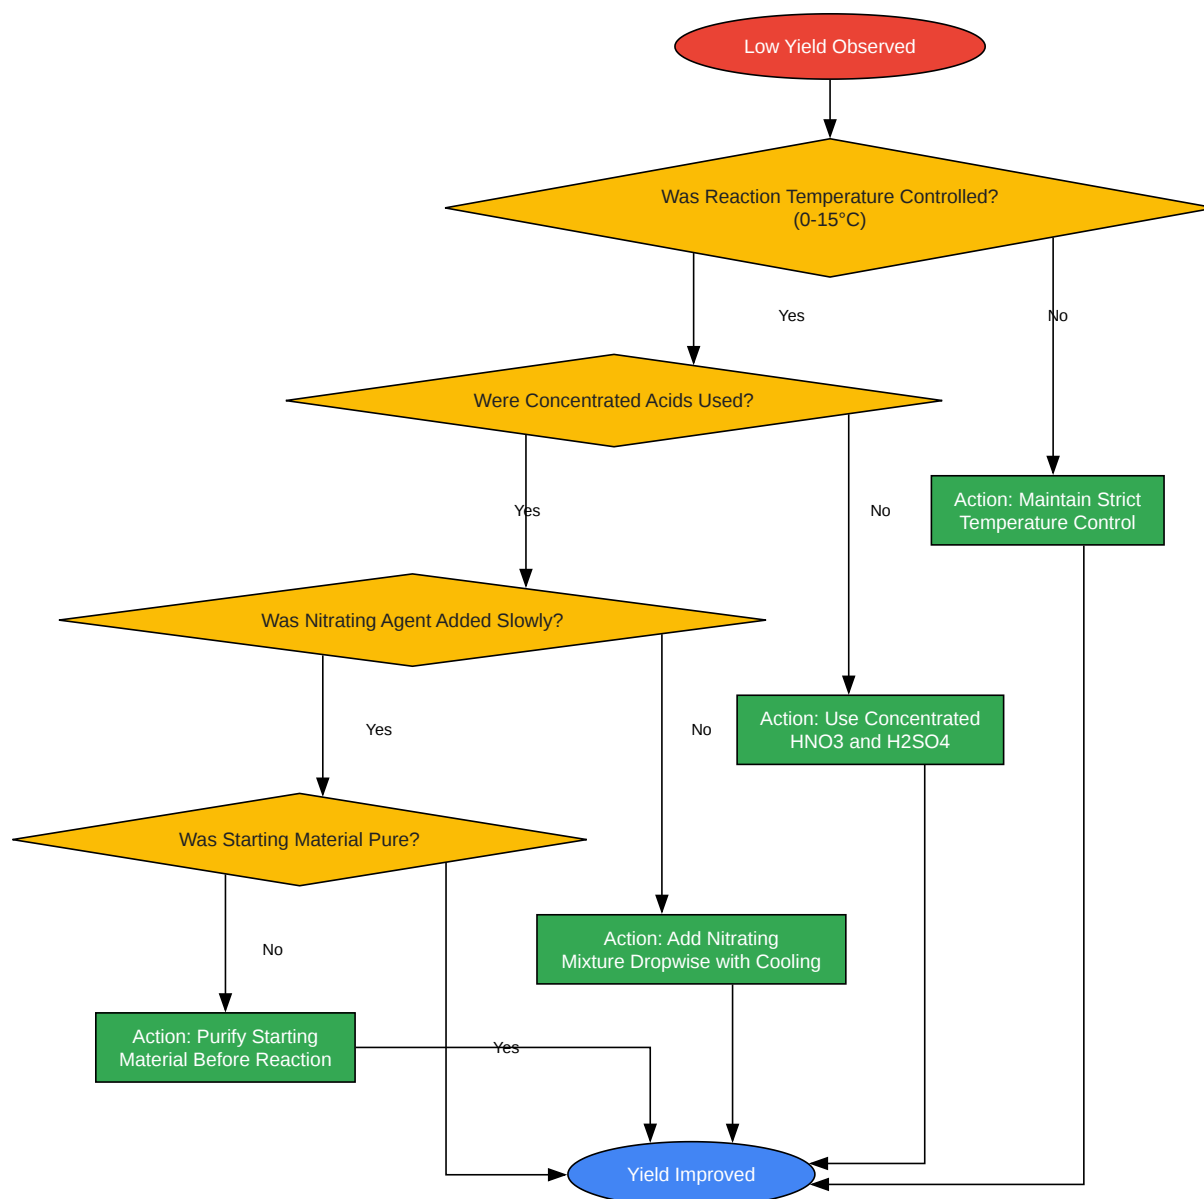 Low Yield Observed
Was Reaction Temperature Controlled?
(0-15°C)
Yes
No
Were Concentrated Acids Used?
Yes
No
Action: Maintain Strict
Temperature Control
Was Nitrating Agent Added Slowly?
Yes
No
Action: Use Concentrated
HNO3 and H2SO4
Was Starting Material Pure?
No
Action: Add Nitrating
Mixture Dropwise with Cooling
Action: Purify Starting
Material Before Reaction
Yes
Yield Improved